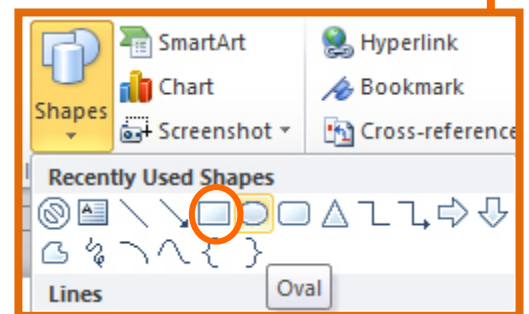 SmartArt Hyperlink
Chart Bookmark
Shapes
Screenshot Cross-reference
Recently Used Shapes
Oval
Lines